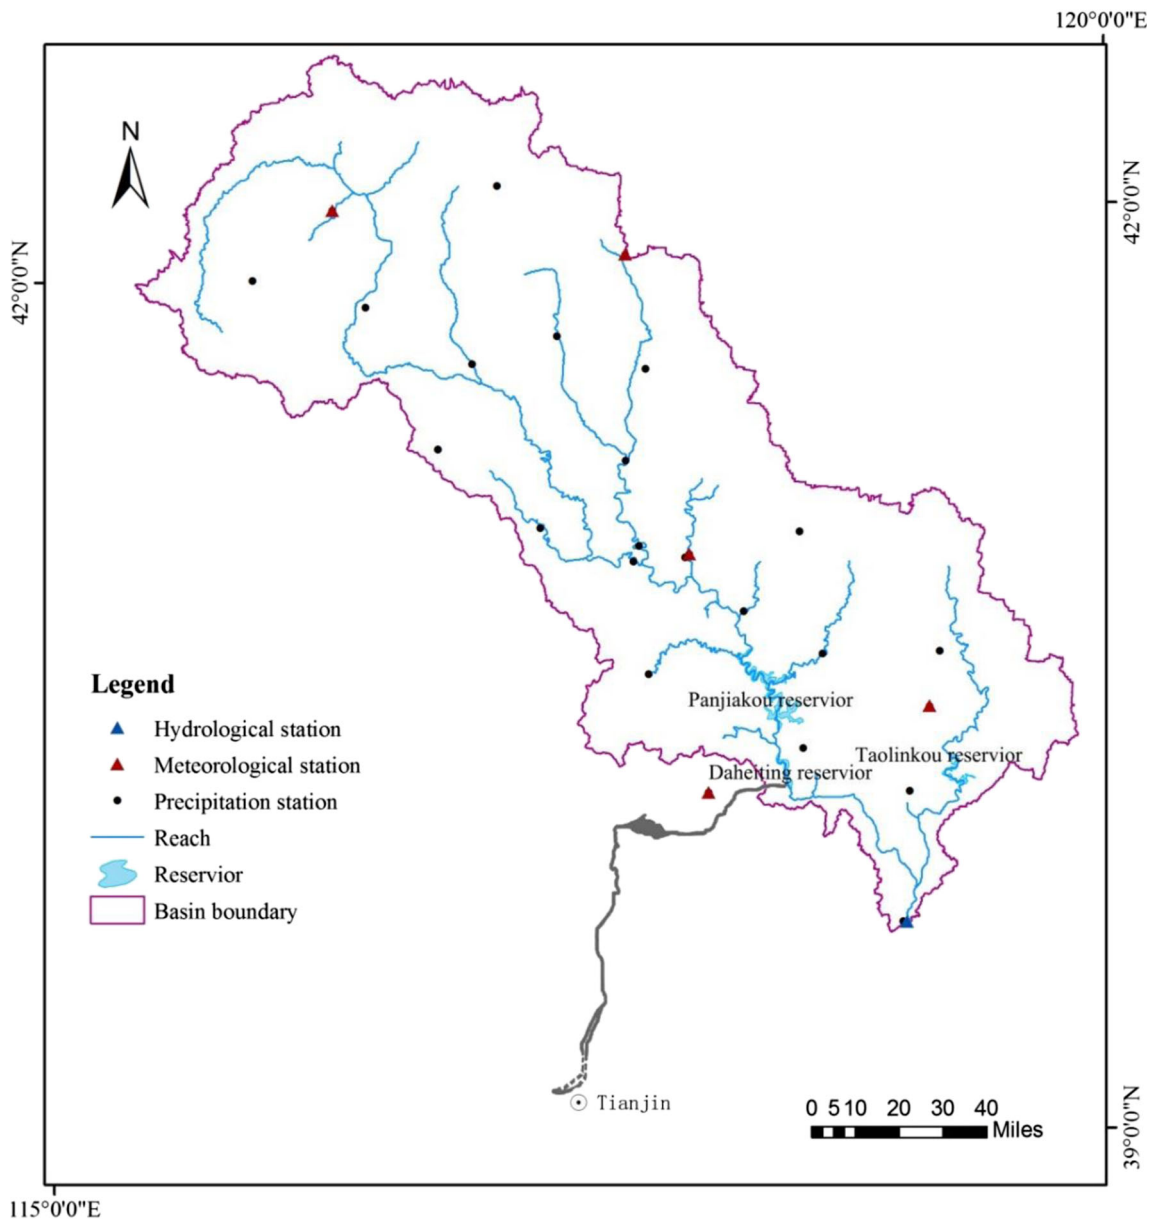 120°0'0"E
N
42°0'0"N
42°0'0"N
Legend
Hydrological station
Meteorological station
Precipitation station
Reach
Reservior
Basin boundary
Panjiakou reservior
Taolinkou reservior
Daheiting reservior
Tianjin
0 5 10 20 30 40
Miles
39°0'0"N
115°0'0"E